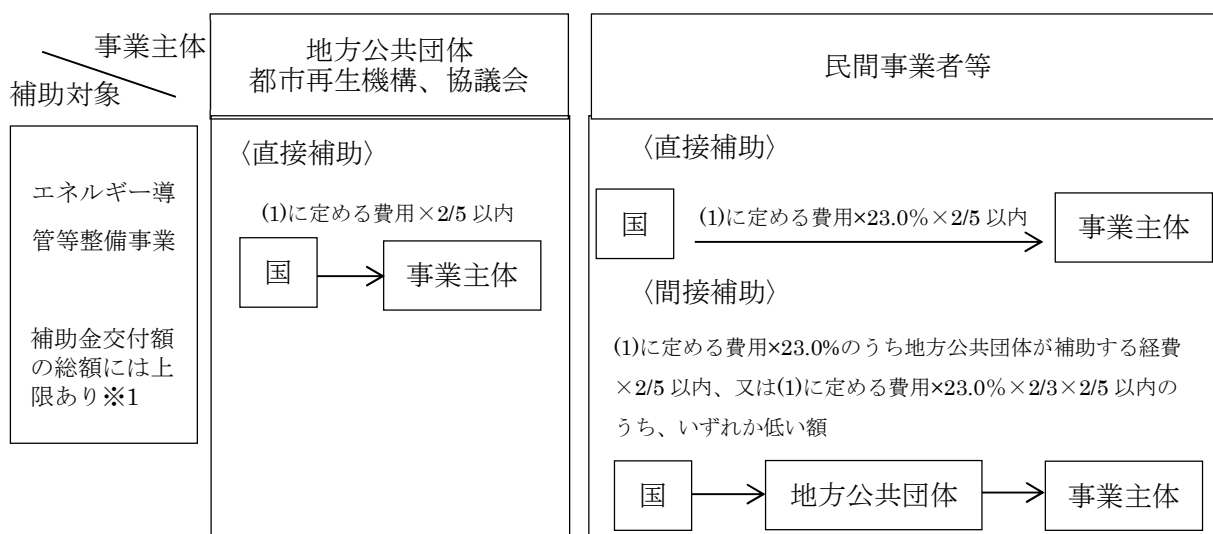 事業主体
補助対象
地方公共団体
都市再生機構、協議会
民間事業者等
エネルギー導
管等整備事業
補助金交付額
の総額には上
限あり※1
〈直接補助〉
(1)に定める費用×2/5 以内
国
事業主体
〈直接補助〉
国
(1)に定める費用×23.0%×2/5 以内
事業主体
〈間接補助〉
(1)に定める費用×23.0%のうち地方公共団体が補助する経費
×2/5 以内、又は(1)に定める費用×23.0%×2/3×2/5 以内の
うち、いずれか低い額
国
地方公共団体
事業主体